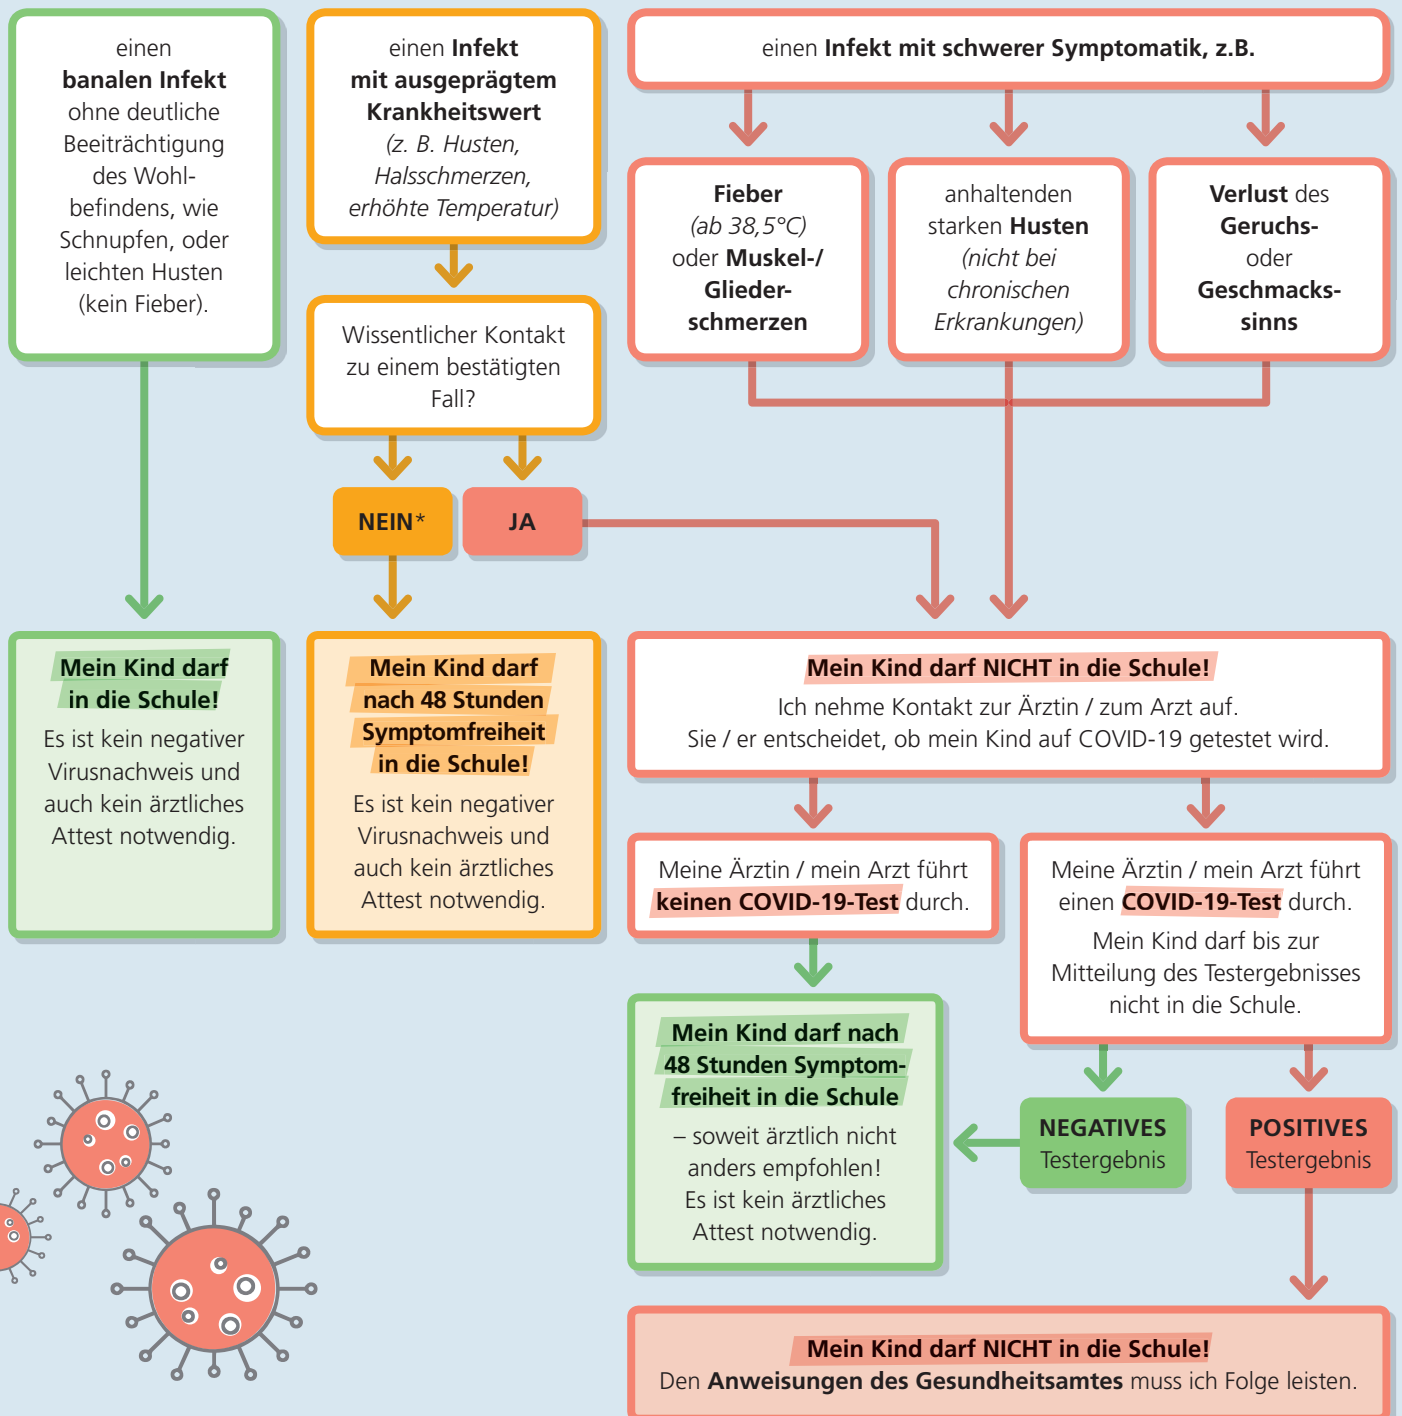 einen
banalen Infekt
ohne deutliche
Beeiträchtigung
des Wohl-
befindens, wie
Schnupfen, oder
leichten Husten
(kein Fieber).
einen Infekt
mit ausgeprägtem
Krankheitswert
(z. B. Husten,
Halsschmerzen,
erhöhte Temperatur)
Wissentlicher Kontakt
zu einem bestätigten
Fall?
NEIN*
JA
einen Infekt mit schwerer Symptomatik, z.B.
Fieber
(ab 38,5°C)
oder Muskel-/
Glieder-
schmerzen
anhaltenden
starken Husten
(nicht bei
chronischen
Erkrankungen)
Verlust des
Geruchs-
oder
Geschmacks-
sinns
Mein Kind darf
in die Schule!
Es ist kein negativer
Virusnachweis und
auch kein ärztliches
Attest notwendig.
Mein Kind darf
nach 48 Stunden
Symptomfreiheit
in die Schule!
Es ist kein negativer
Virusnachweis und
auch kein ärztliches
Attest notwendig.
Mein Kind darf NICHT in die Schule!
Ich nehme Kontakt zur Ärztin / zum Arzt auf.
Sie / er entscheidet, ob mein Kind auf COVID-19 getestet wird.
Meine Ärztin / mein Arzt führt
keinen COVID-19-Test durch.
Meine Ärztin / mein Arzt führt
einen COVID-19-Test durch.
Mein Kind darf bis zur
Mitteilung des Testergebnisses
nicht in die Schule.
Mein Kind darf nach
48 Stunden Symptom-
freiheit in die Schule
– soweit ärztlich nicht
anders empfohlen!
Es ist kein ärztliches
Attest notwendig.
NEGATIVES
Testergebnis
POSITIVES
Testergebnis
Mein Kind darf NICHT in die Schule!
Den Anweisungen des Gesundheitsamtes muss ich Folge leisten.